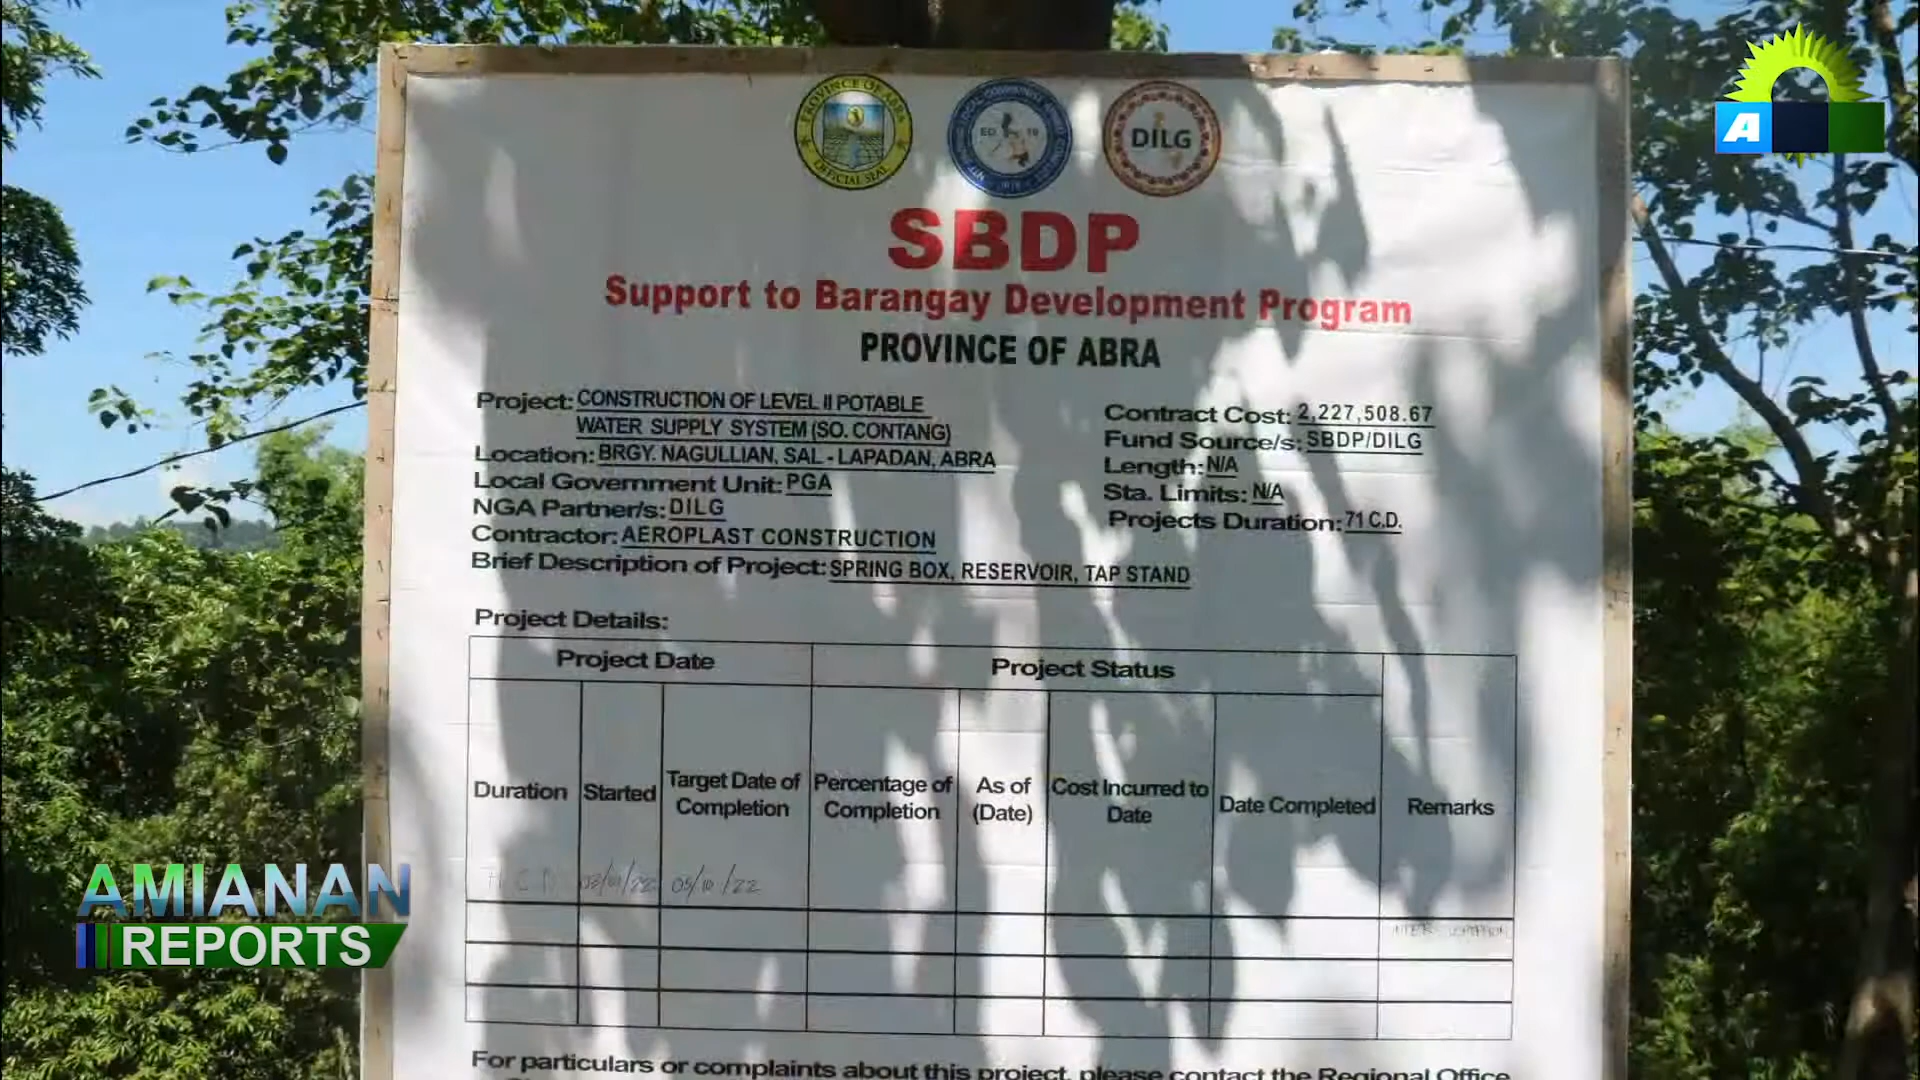 A
PROVINCE OF ABRA
OFFICIAL SEAL
DILG
SBDP
Support to Barangay Development Program
PROVINCE OF ABRA
Project: CONSTRUCTION OF LEVEL II POTABLE
WATER SUPPLY SYSTEM (SO. CONTANG)
Location: BRGY. NAGULLIAN, SAL - LAPADAN, ABRA
Local Government Unit: PGA
NGA Partner/s: DILG
Contractor: AEROPLAST CONSTRUCTION
Brief Description of Project: SPRING BOX, RESERVOIR, TAP STAND
Contract Cost: 2,227,508.67
Fund Source/s: SBDP/DILG
Length: N/A
Sta. Limits: N/A
Projects Duration: 71 C.D.
Project Details:
Project Date
Project Status
Duration
Started
Target Date of
Completion
Percentage of
Completion
As of
(Date)
Cost Incurred to
Date
Date Completed
Remarks
05/10/22
For particulars or complaints about this project, please contact the Regional Office
AMIANAN
REPORTS